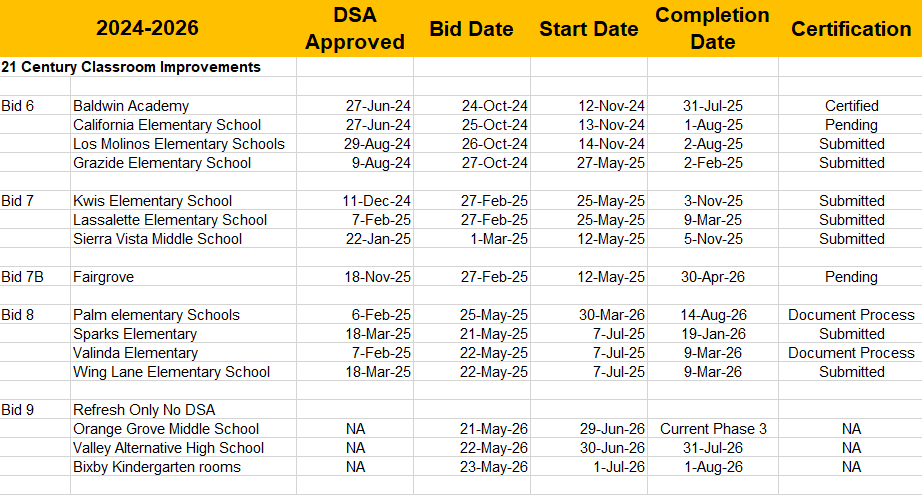 2024-2026 DSA Approved Bid Date Start Date Completion Date Certification
21 Century Classroom Improvements
Bid 6 Baldwin Academy 27-Jun-24 24-Oct-24 12-Nov-24 31-Jul-25 Certified
California Elementary School 27-Jun-24 25-Oct-24 13-Nov-24 1-Aug-25 Pending
Los Molinos Elementary Schools 29-Aug-24 26-Oct-24 14-Nov-24 2-Aug-25 Submitted
Grazide Elementary School 9-Aug-24 27-Oct-24 27-May-25 2-Feb-25 Submitted
Bid 7 Kwis Elementary School 11-Dec-24 27-Feb-25 25-May-25 3-Nov-25 Submitted
Lassalette Elementary School 7-Feb-25 27-Feb-25 25-May-25 9-Mar-25 Submitted
Sierra Vista Middle School 22-Jan-25 1-Mar-25 12-May-25 5-Nov-25 Submitted
Bid 7B Fairgrove 18-Nov-25 27-Feb-25 12-May-25 30-Apr-26 Pending
Bid 8 Palm elementary Schools 6-Feb-25 25-May-25 30-Mar-26 14-Aug-26 Document Process
Sparks Elementary 18-Mar-25 21-May-25 7-Jul-25 19-Jan-26 Submitted
Valinda Elementary 7-Feb-25 22-May-25 7-Jul-25 9-Mar-26 Document Process
Wing Lane Elementary School 18-Mar-25 22-May-25 7-Jul-25 9-Mar-26 Submitted
Bid 9 Refresh Only No DSA
Orange Grove Middle School NA 21-May-26 29-Jun-26 Current Phase 3 NA
Valley Alternative High School NA 22-May-26 30-Jun-26 31-Jul-26 NA
Bixby Kindergarten rooms NA 23-May-26 1-Jul-26 1-Aug-26 NA